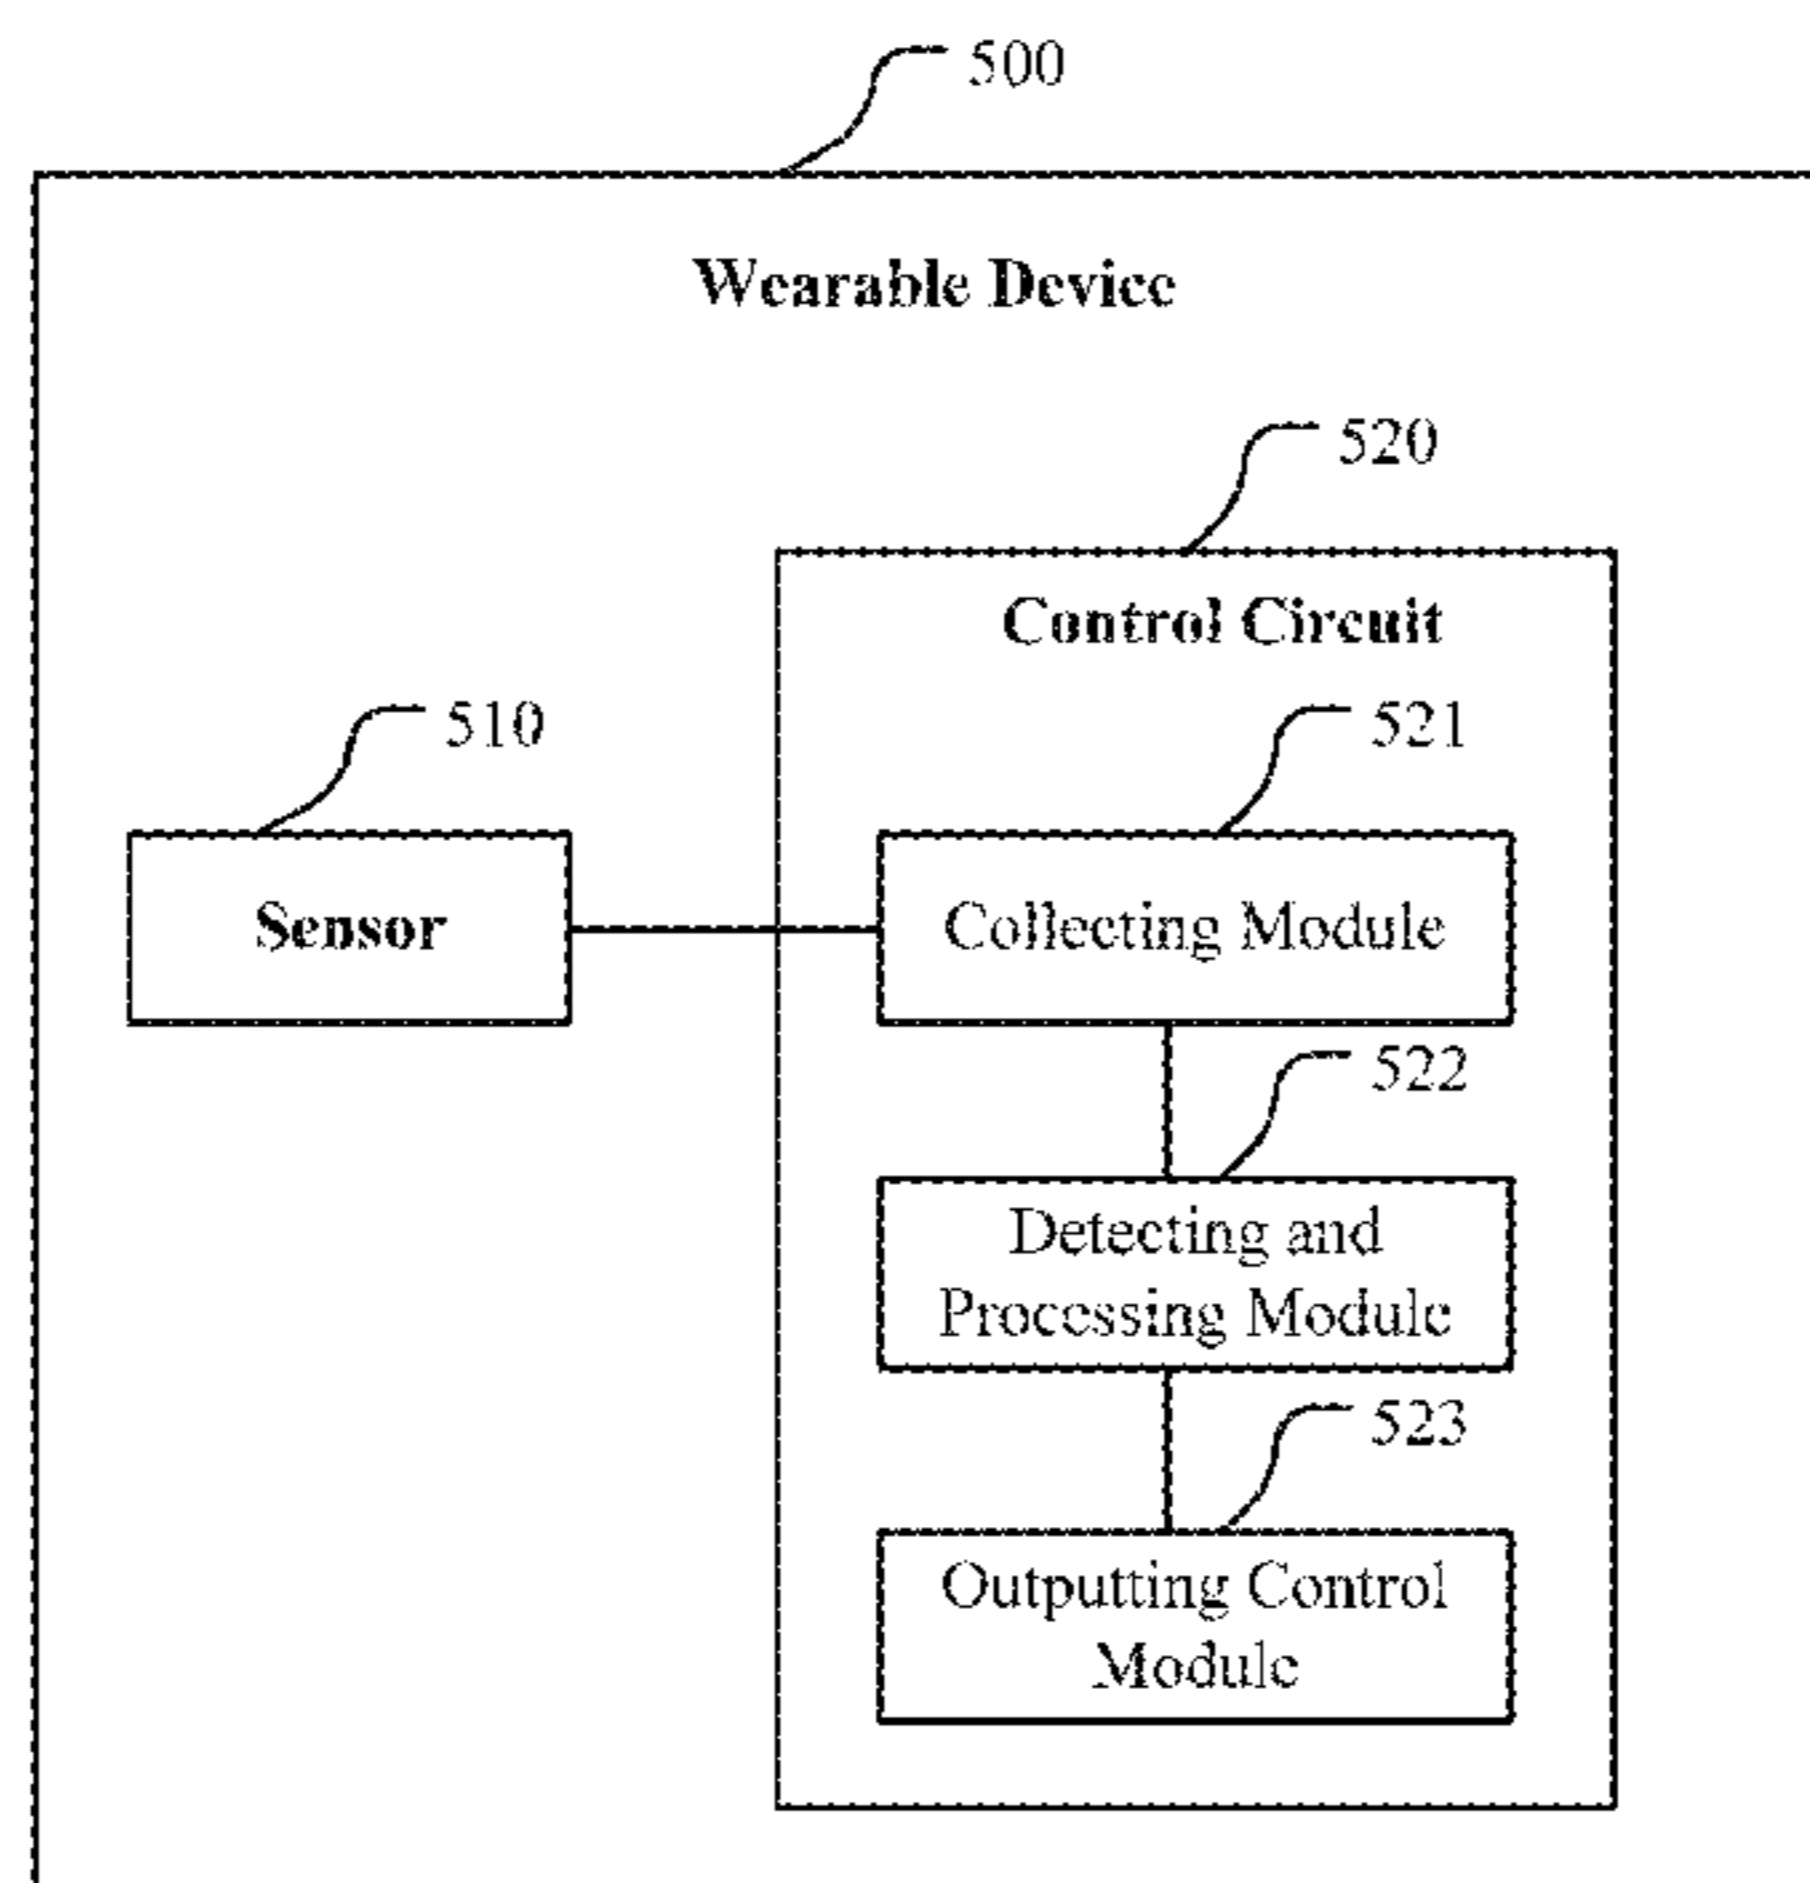 500
Wearable Device
520
Control Circuit
510
521
Sensor
Collecting Module
522
Detecting and
Processing Module
523
Outputting Control
Module